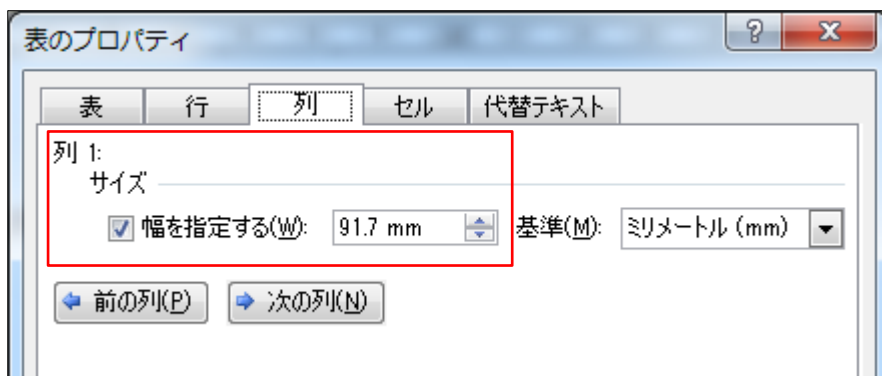 表のプロパティ
表 行 列 セル 代替テキスト
列 1:
サイズ
幅を指定する(W): 91.7 mm 基準(M): ミリメートル (mm)
前の列(P) 次の列(N)